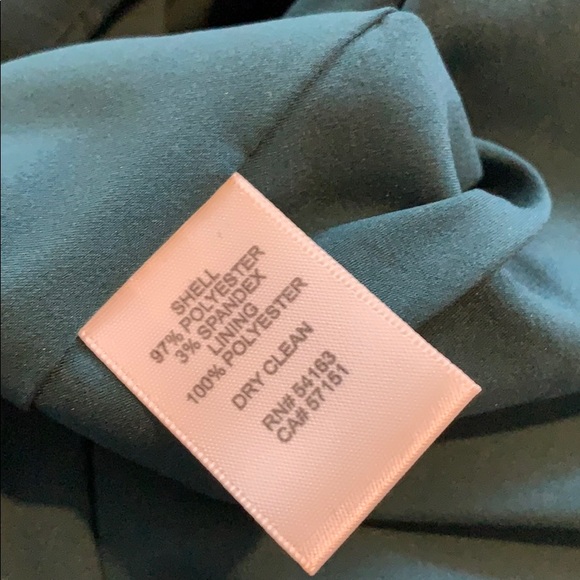 SHELL
97% POLYESTER
3% SPANDEX
LINING
100% POLYESTER
DRY CLEAN
RN# 54163
CA# 57151